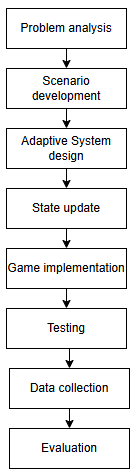 Problem analysis
Scenario
development
Adaptive System
design
State update
Game implementation
Testing
Data collection
Evaluation